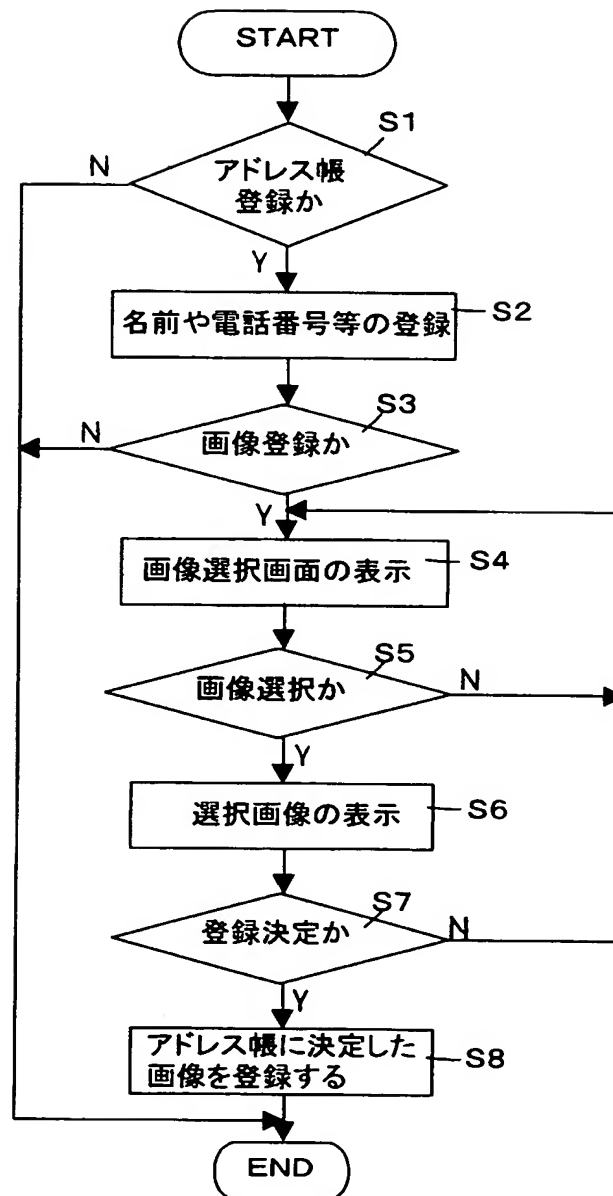 START
S1
N
アドレス帳
登録か
Y
名前や電話番号等の登録
S2
S3
N
画像登録か
Y
画像選択画面の表示
S4
S5
画像選択か
N
Y
選択画像の表示
S6
S7
登録決定か
N
Y
アドレス帳に決定した
画像を登録する
S8
END